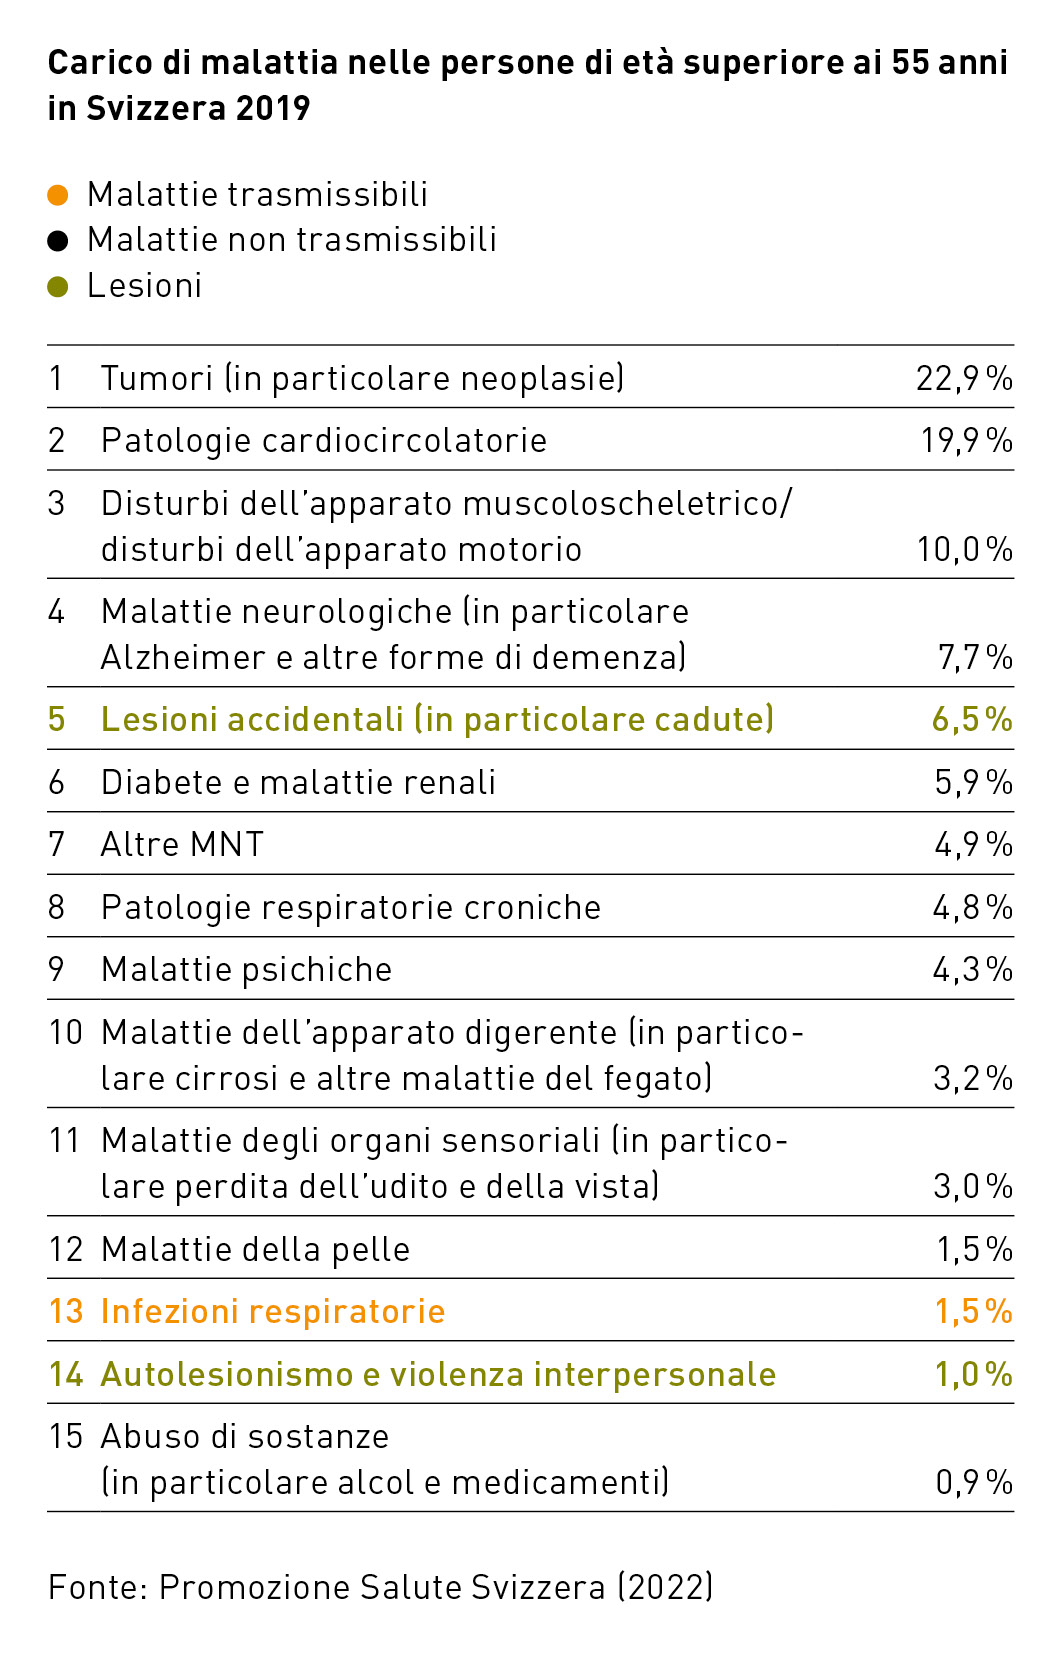 Carico di malattia nelle persone di età superiore ai 55 anni
in Svizzera 2019
Malattie trasmissibili
Malattie non trasmissibili
Lesioni
1 Tumori (in particolare neoplasie) 22,9 %
2 Patologie cardiocircolatorie 19,9 %
3 Disturbi dell’apparato muscoloscheletrico/
disturbi dell’apparato motorio 10,0 %
4 Malattie neurologiche (in particolare
Alzheimer e altre forme di demenza) 7,7 %
5 Lesioni accidentali (in particolare cadute) 6,5 %
6 Diabete e malattie renali 5,9 %
7 Altre MNT 4,9 %
8 Patologie respiratorie croniche 4,8 %
9 Malattie psichiche 4,3 %
10 Malattie dell’apparato digerente (in partico-
lare cirrosi e altre malattie del fegato) 3,2 %
11 Malattie degli organi sensoriali (in partico-
lare perdita dell’udito e della vista) 3,0 %
12 Malattie della pelle 1,5 %
13 Infezioni respiratorie 1,5 %
14 Autolesionismo e violenza interpersonale 1,0 %
15 Abuso di sostanze
(in particolare alcol e medicamenti) 0,9 %
Fonte: Promozione Salute Svizzera (2022)